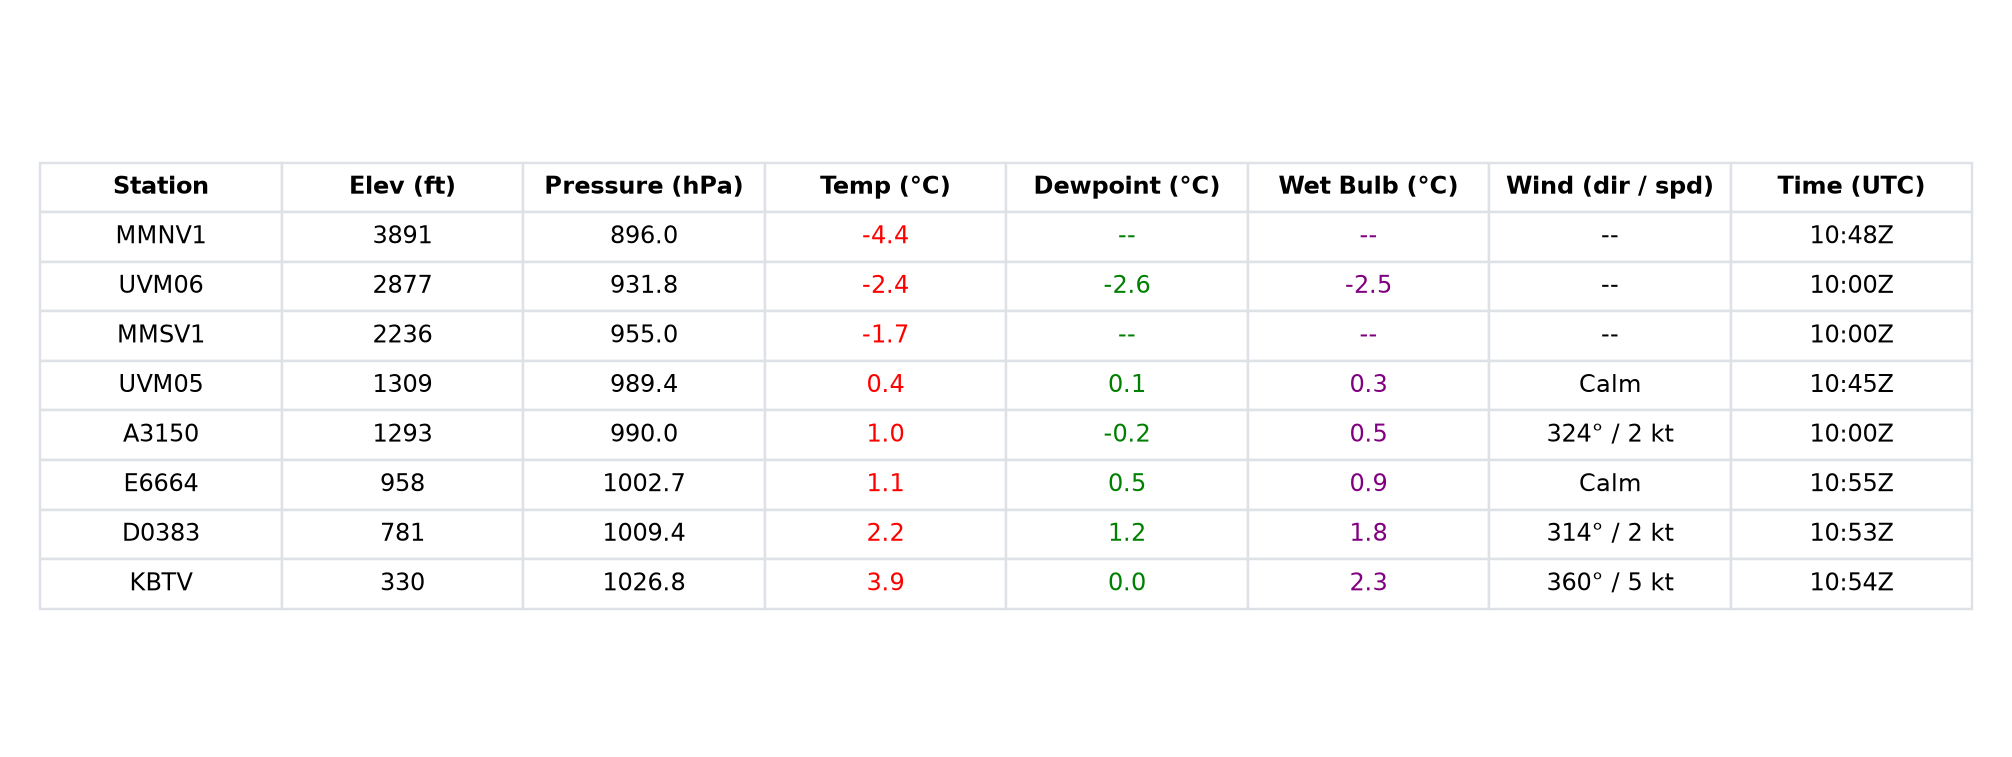 Station Elev (ft) Pressure (hPa) Temp (°C) Dewpoint (°C) Wet Bulb (°C) Wind (dir / spd) Time (UTC)
MMNV1 3891 896.0 -4.4 -- -- -- 10:48Z
UVM06 2877 931.8 -2.4 -2.6 -2.5 -- 10:00Z
MMSV1 2236 955.0 -1.7 -- -- -- 10:00Z
UVM05 1309 989.4 0.4 0.1 0.3 Calm 10:45Z
A3150 1293 990.0 1.0 -0.2 0.5 324° / 2 kt 10:00Z
E6664 958 1002.7 1.1 0.5 0.9 Calm 10:55Z
D0383 781 1009.4 2.2 1.2 1.8 314° / 2 kt 10:53Z
KBTV 330 1026.8 3.9 0.0 2.3 360° / 5 kt 10:54Z